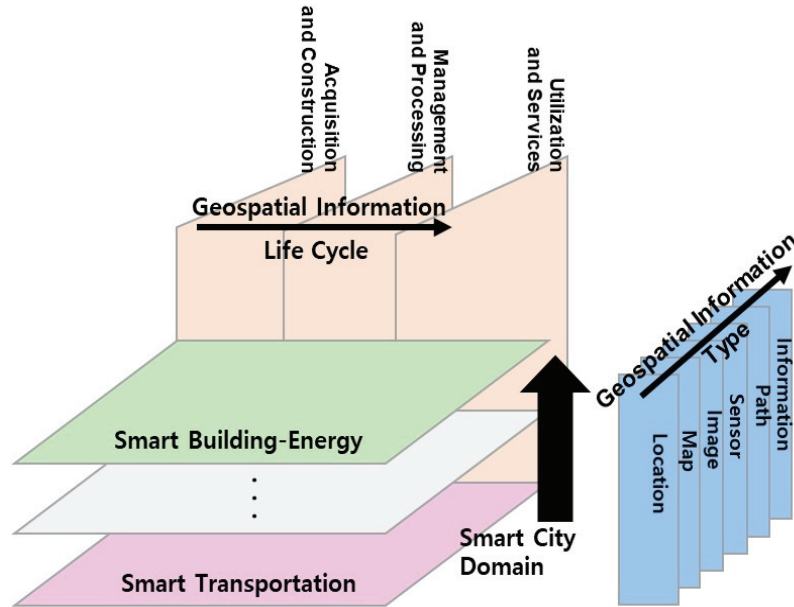 Acquisition
and Construction
Management
and Processing
Utilization
and Services
Geospatial Information
Life Cycle
Geospatial Information
Type
Location
Map
Image
Sensor
Path
Information
Smart Building-Energy
Smart City
Domain
Smart Transportation